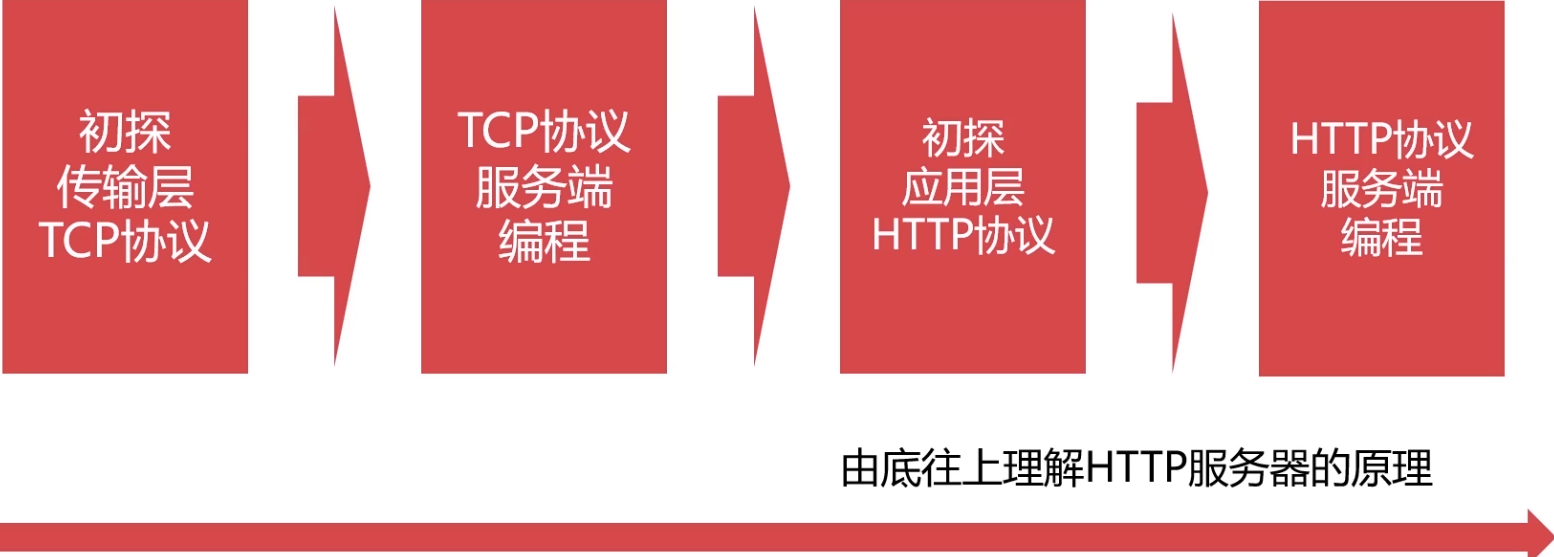 初探
传输层
TCP协议
TCP协议
服务端
编程
初探
应用层
HTTP协议
HTTP协议
服务端
编程
由底往上理解HTTP服务器的原理